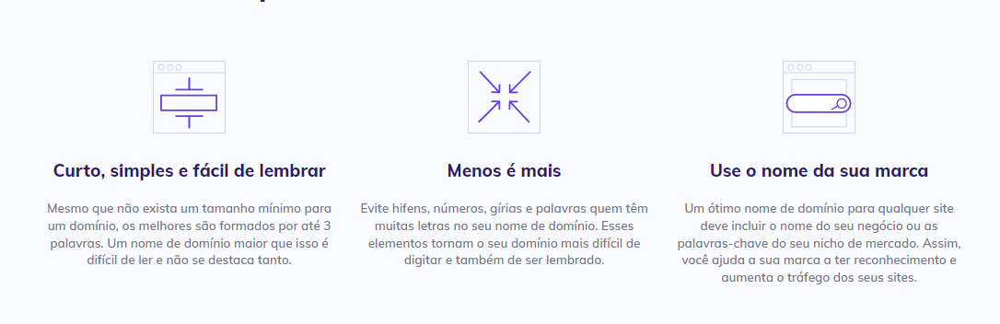 Curto, simples e fácil de lembrar
Mesmo que não exista um tamanho mínimo para
um domínio, os melhores são formados por até 3
palavras. Um nome de domínio maior que isso é
difícil de ler e não se destaca tanto.
Menos é mais
Evite hifens, números, gírias e palavras quem têm
muitas letras no seu nome de domínio. Esses
elementos tornam o seu domínio mais difícil de
digitar e também de ser lembrado.
Use o nome da sua marca
Um ótimo nome de domínio para qualquer site
deve incluir o nome do seu negócio ou as
palavras-chave do seu nicho de mercado. Assim,
você ajuda a sua marca a ter reconhecimento e
aumenta o tráfego dos seus sites.